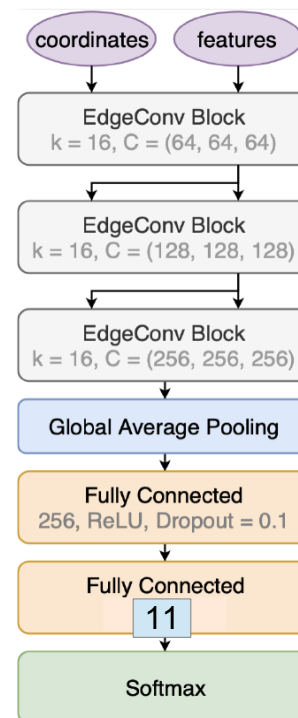 coordinates features
EdgeConv Block
k = 16, C = (64, 64, 64)
EdgeConv Block
k = 16, C = (128, 128, 128)
EdgeConv Block
k = 16, C = (256, 256, 256)
Global Average Pooling
Fully Connected
256, ReLU, Dropout = 0.1
Fully Connected
11
Softmax